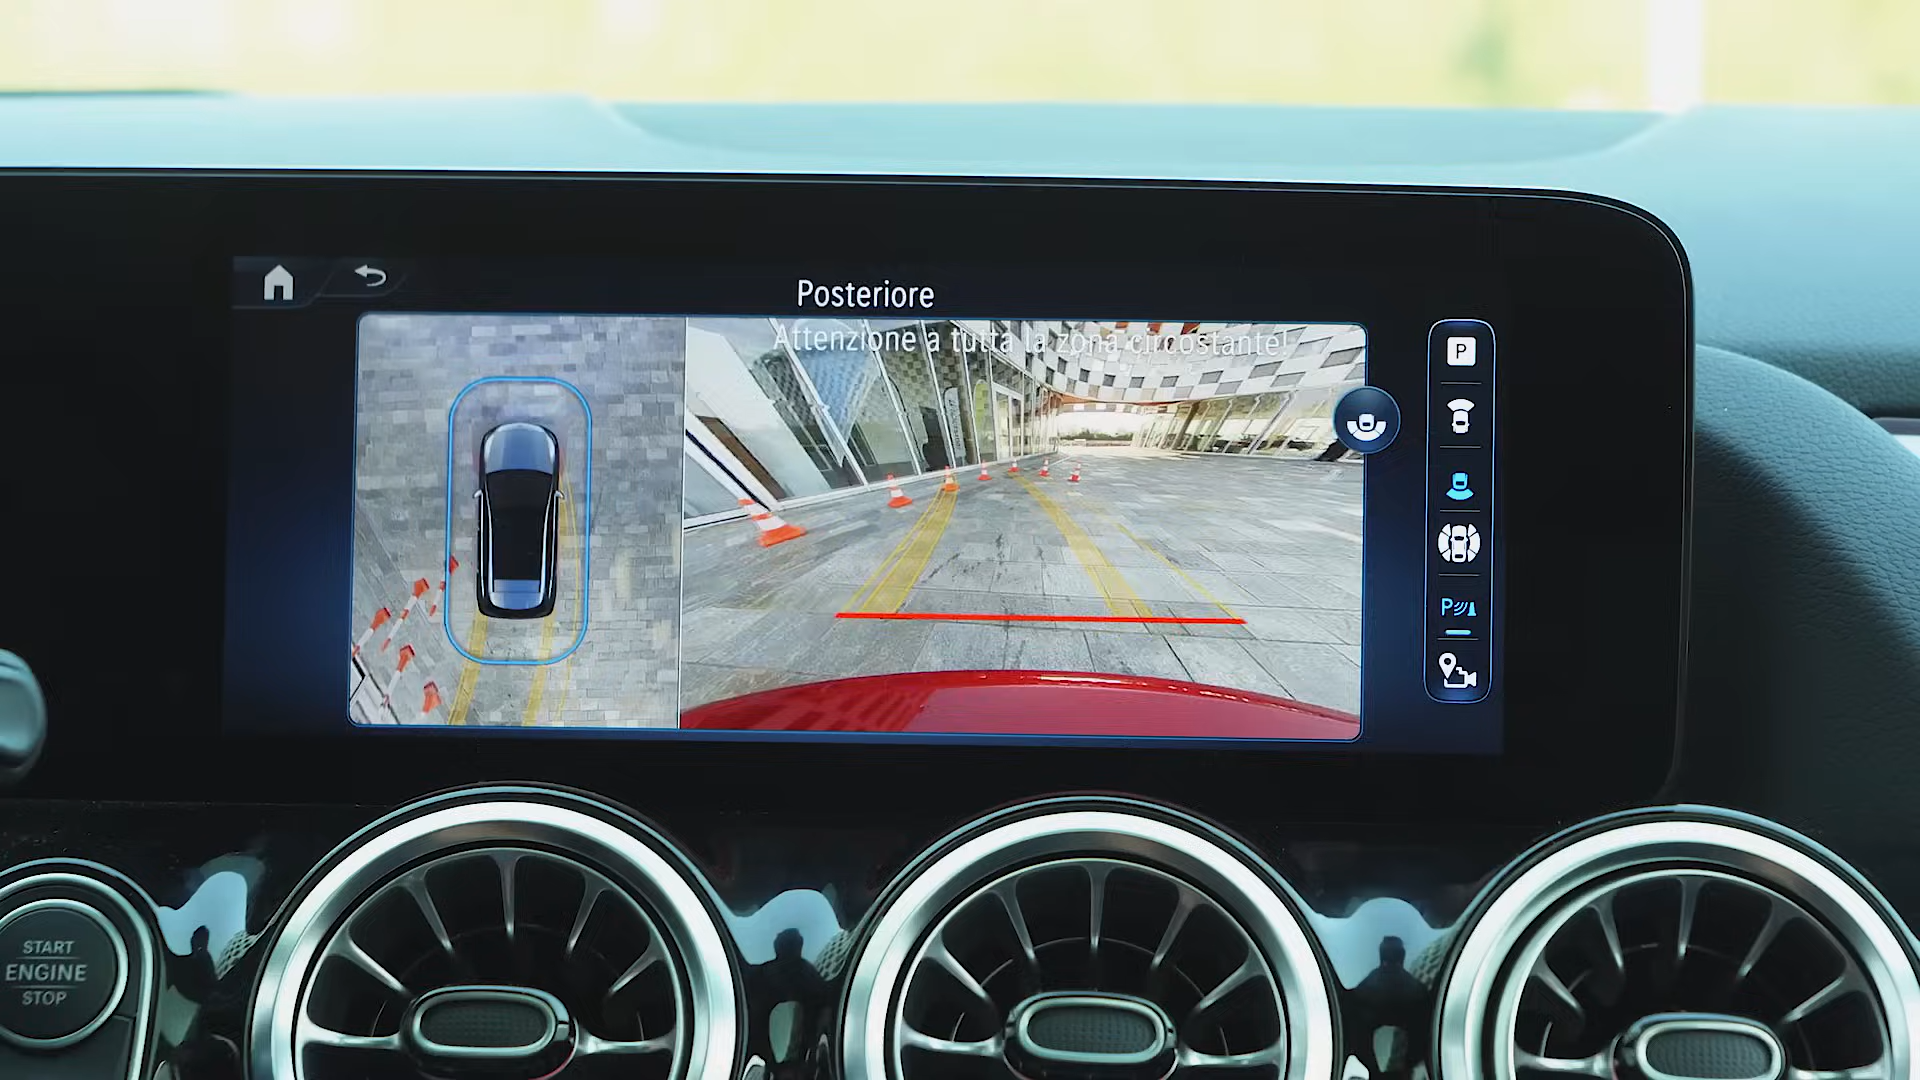 Posteriore
Attenzione a tutta la zona circostante!
P
P
START
ENGINE
STOP